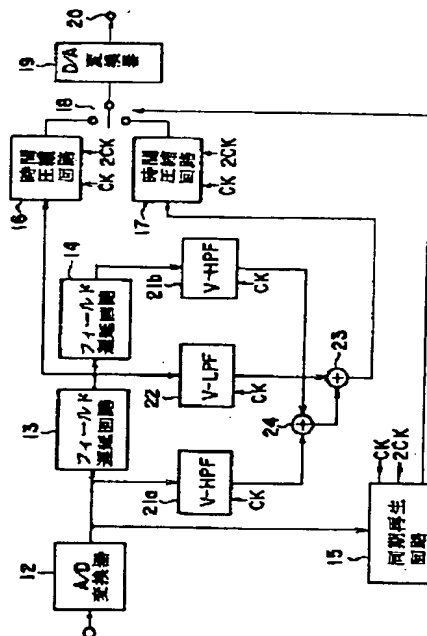 12
A/D
変換器
13
フィールド
遅延回路
14
フィールド
遅延回路
16
時間
圧縮
回路
CK
2CK
17
時間
圧縮
回路
CK
2CK
18
19
D/A
変換器
20
21a
V-HPF
CK
22
V-LPF
CK
21b
V-HPF
CK
24
+
23
+
15
同期再生
回路
CK
2CK